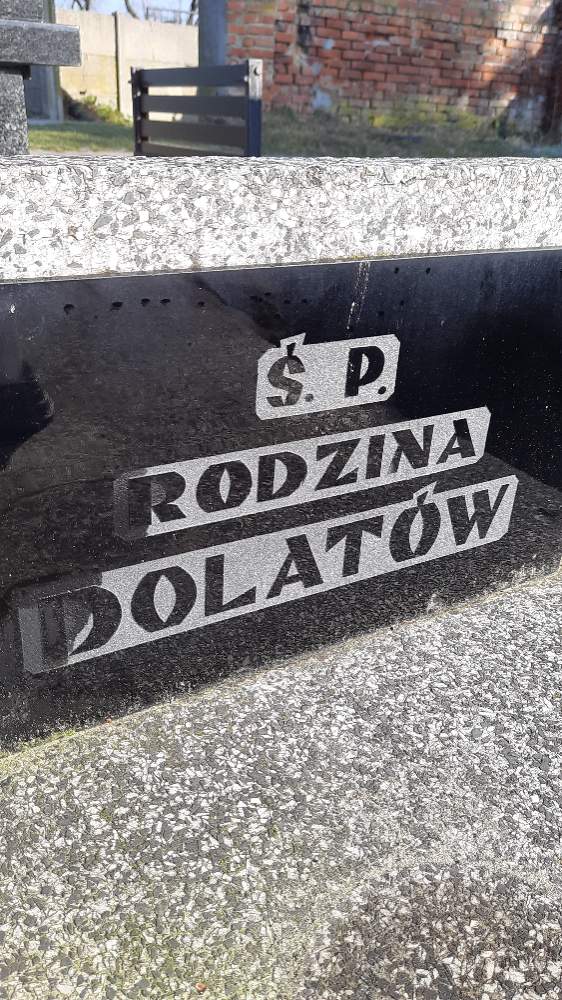 Ś. P.
RODZINA
DOLATÓW